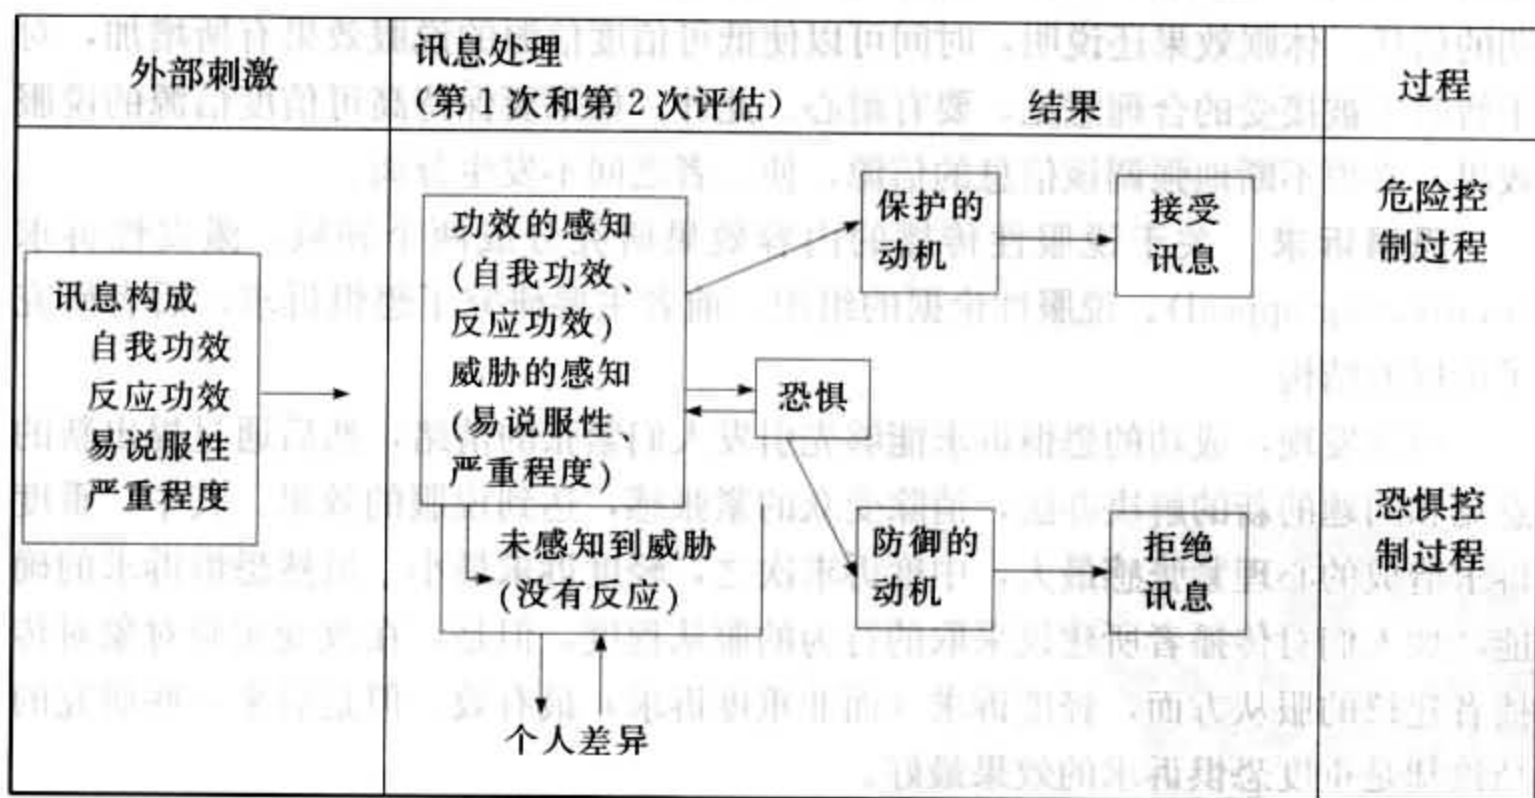 外部刺激
讯息处理
(第1次和第2次评估)
结果
过程
讯息构成
自我功效
反应功效
易说服性
严重程度
功效的感知
(自我功效、
反应功效)
威胁的感知
(易说服性、
严重程度)
未感知到威胁
(没有反应)
个人差异
恐惧
保护的
动机
接受
讯息
防御的
动机
拒绝
讯息
危险控
制过程
恐惧控
制过程